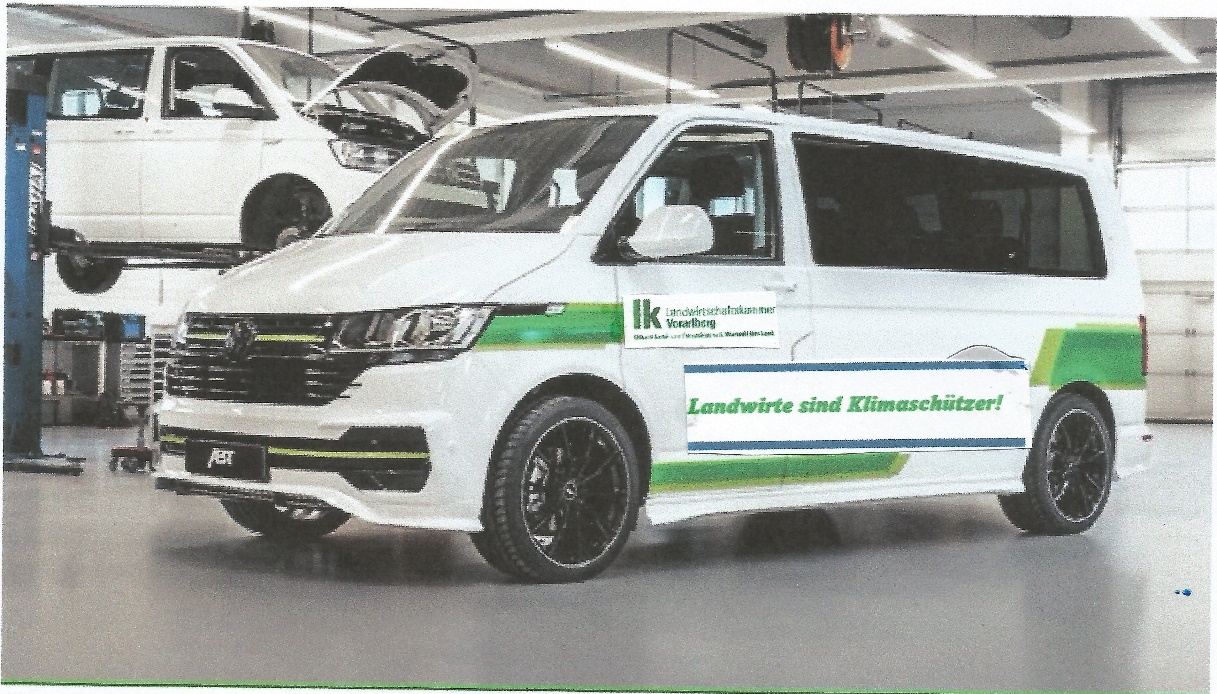 lk Landwirtschaftskammer
Vorarlberg
Landwirte sind Klimaschützer!
ABT